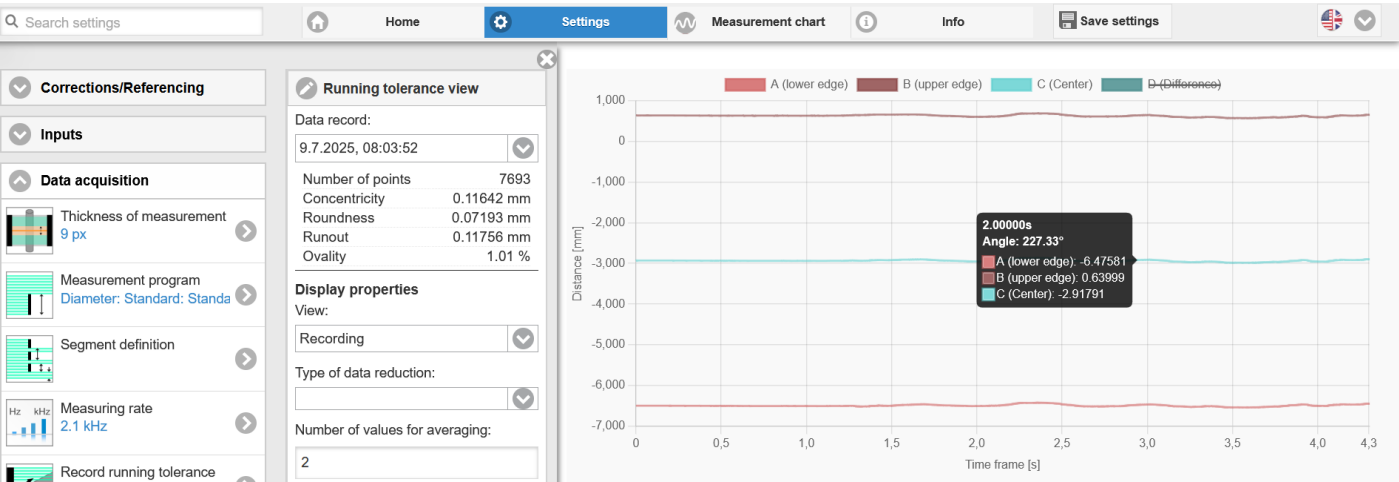 Search settings
Home
Settings
Measurement chart
Info
Save settings
Corrections/Referencing
Inputs
Data acquisition
Thickness of measurement
9 px
Measurement program
Diameter: Standard: Standa
Segment definition
Hz kHz
Measuring rate
2.1 kHz
Record running tolerance
Running tolerance view
Data record:
9.7.2025, 08:03:52
Number of points 7693
Concentricity 0.11642 mm
Roundness 0.07193 mm
Runout 0.11756 mm
Ovality 1.01 %
Display properties
View:
Recording
Type of data reduction:
Number of values for averaging:
2
A (lower edge) B (upper edge) C (Center) D (Difference)
1,000
0
-1,000
-2,000
-3,000
-4,000
-5,000
-6,000
-7,000
Distance [mm]
2.00000s
Angle: 227.33°
A (lower edge): -6.47581
B (upper edge): 0.63999
C (Center): -2.91791
0 0,5 1,0 1,5 2,0 2,5 3,0 3,5 4,0 4,3
Time frame [s]